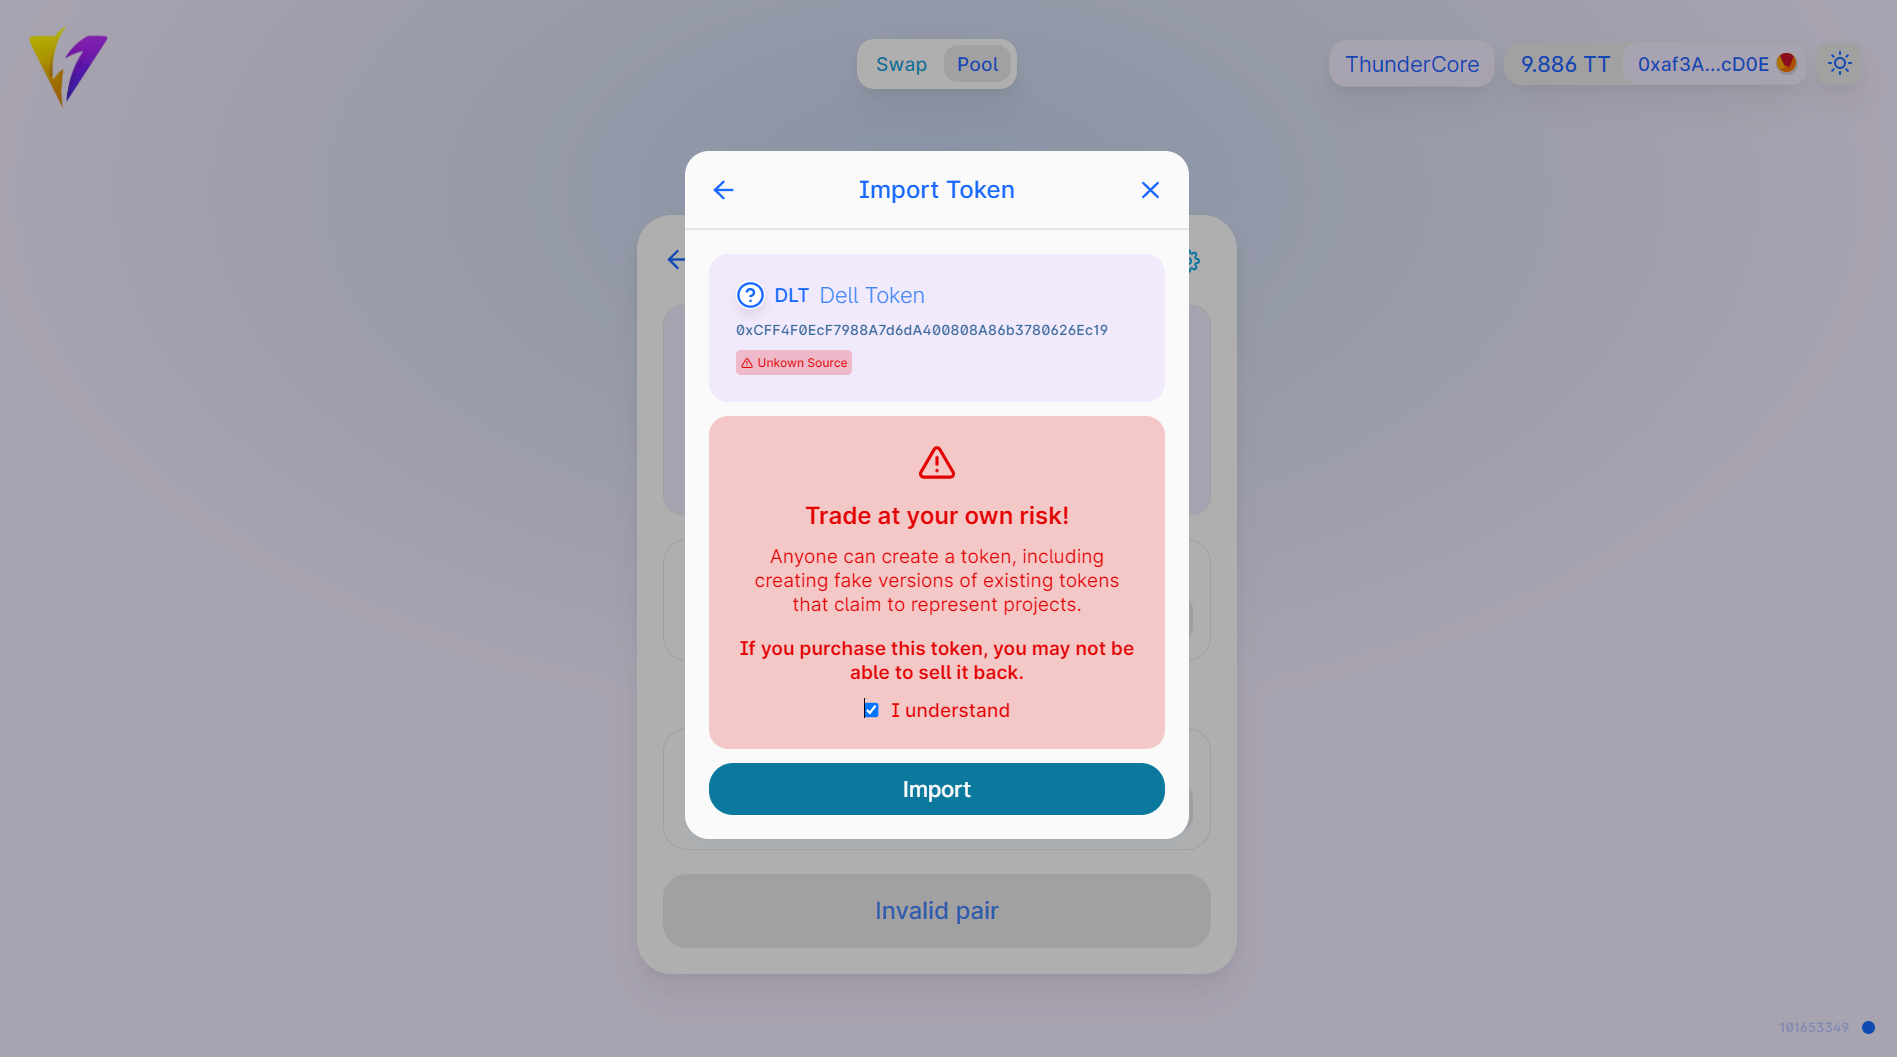 Swap
Pool
ThunderCore
9.886 TT
0xaf3A...cD0E
Import Token
DLT Dell Token
0xCFF4F0EcF7988A7d6dA400808A86b3780626Ec19
Unkown Source
Trade at your own risk!
Anyone can create a token, including
creating fake versions of existing tokens
that claim to represent projects.
If you purchase this token, you may not be
able to sell it back.
I understand
Import
Invalid pair
101653349